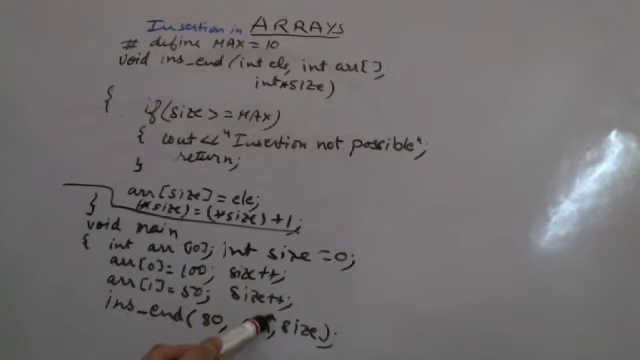 Insertion in ARRAYS
# define MAX = 10
void ins_end(int ele, int arr[],
int *size)
{
if(size >= MAX)
{ cout << "Insertion not possible";
return;
}
arr[size] = ele;
(*size) = (*size) + 1;
}
void main
{ int arr[10]; int size = 0;
arr[0] = 100; size++;
arr[1] = 50; size++;
ins_end( 80, , size);